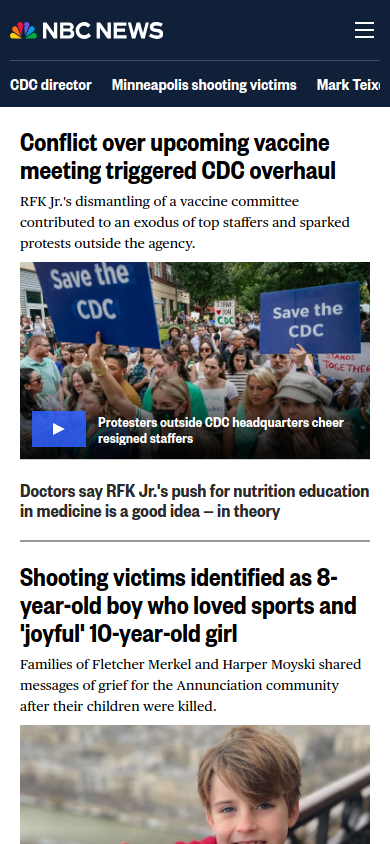 NBC NEWS
CDC director
Minneapolis shooting victims
Mark Teix
Conflict over upcoming vaccine
meeting triggered CDC overhaul
RFK Jr.'s dismantling of a vaccine committee
contributed to an exodus of top staffers and sparked
protests outside the agency.
Save the
CDC
Save the
CDC
CDC
STANDS
TOGETHER
Protesters outside CDC headquarters cheer
resigned staffers
Doctors say RFK Jr.'s push for nutrition education
in medicine is a good idea — in theory
Shooting victims identified as 8-
year-old boy who loved sports and
'joyful' 10-year-old girl
Families of Fletcher Merkel and Harper Moyski shared
messages of grief for the Annunciation community
after their children were killed.